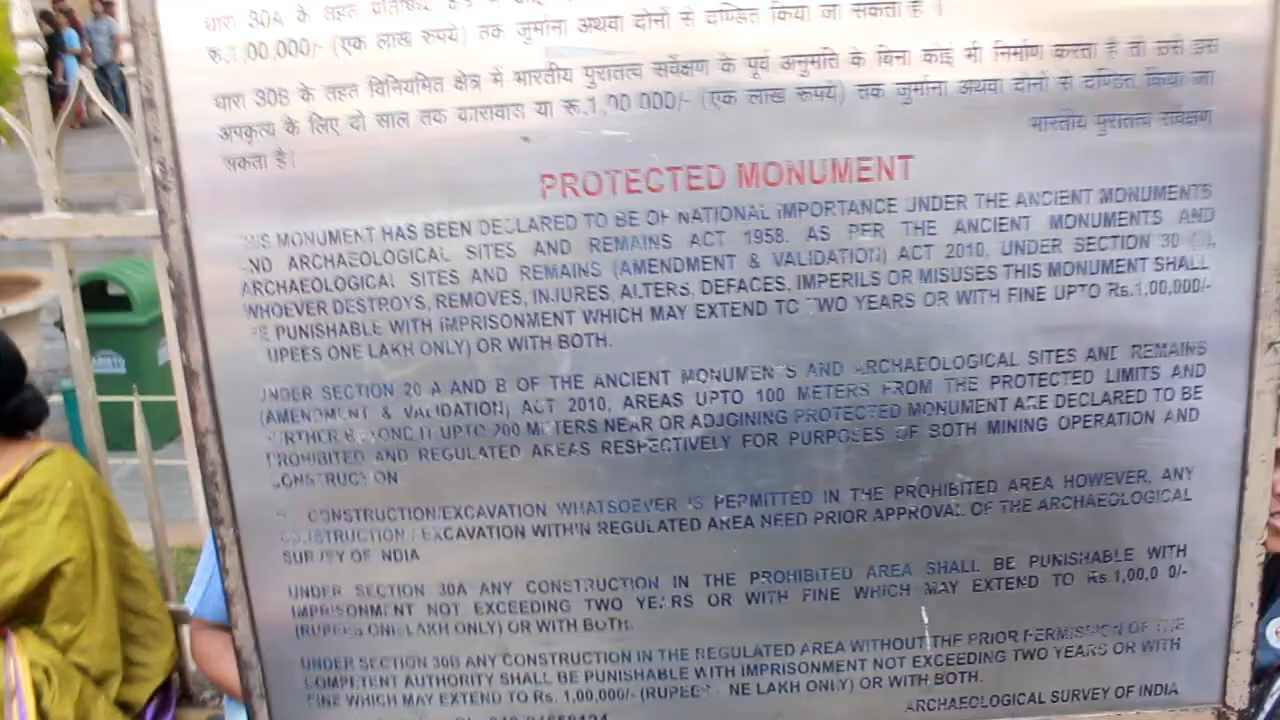 धारा 30A के तहत
रू.1,00,000/- (एक लाख रूपये) तक जुर्माना अथवा दोनों से दण्डित किया जा सकता है।
धारा 30B के तहत विनियमित क्षेत्र में भारतीय पुरातत्व सर्वेक्षण के पूर्व अनुमति के बिना कोई भी निर्माण करता है तो उसे इस
अपकृत्य के लिए दो साल तक कारावास या रू.1,00,000/- (एक लाख रूपये) तक जुर्माना अथवा दोनों से दण्डित किया जा
सकता है।
भारतीय पुरातत्व सर्वेक्षण
PROTECTED MONUMENT
MONUMENT HAS BEEN DECLARED TO BE OF NATIONAL IMPORTANCE UNDER THE ANCIENT MONUMENTS
AND ARCHAEOLOGICAL SITES AND REMAINS ACT 1958. AS PER THE ANCIENT MONUMENTS AND
ARCHAEOLOGICAL SITES AND REMAINS (AMENDMENT & VALIDATION) ACT 2010, UNDER SECTION 30
WHOEVER DESTROYS, REMOVES, INJURES, ALTERS, DEFACES, IMPERILS OR MISUSES THIS MONUMENT SHALL
BE PUNISHABLE WITH IMPRISONMENT WHICH MAY EXTEND TO TWO YEARS OR WITH FINE UPTO Rs.1,00,000/-
RUPEES ONE LAKH ONLY) OR WITH BOTH.
UNDER SECTION 20 A AND B OF THE ANCIENT MONUMENTS AND ARCHAEOLOGICAL SITES AND REMAINS
(AMENDMENT & VALIDATION) ACT 2010, AREAS UPTO 100 METERS FROM THE PROTECTED LIMITS AND
FURTHER BEYOND IT UPTO 200 METERS NEAR OR ADJOINING PROTECTED MONUMENT ARE DECLARED TO BE
PROHIBITED AND REGULATED AREAS RESPECTIVELY FOR PURPOSES OF BOTH MINING OPERATION AND
CONSTRUCTION
CONSTRUCTION/EXCAVATION WHATSOEVER IS PERMITTED IN THE PROHIBITED AREA HOWEVER, ANY
CONSTRUCTION / EXCAVATION WITHIN REGULATED AREA NEED PRIOR APPROVAL OF THE ARCHAEOLOGICAL
SURVEY OF INDIA
UNDER SECTION 30A ANY CONSTRUCTION IN THE PROHIBITED AREA SHALL BE PUNISHABLE WITH
IMPRISONMENT NOT EXCEEDING TWO YEARS OR WITH FINE WHICH MAY EXTEND TO Rs.1,00,000/-
(RUPEES ONE LAKH ONLY) OR WITH BOTH.
UNDER SECTION 30B ANY CONSTRUCTION IN THE REGULATED AREA WITHOUT THE PRIOR PERMISSION OF THE
COMPETENT AUTHORITY SHALL BE PUNISHABLE WITH IMPRISONMENT NOT EXCEEDING TWO YEARS OR WITH
FINE WHICH MAY EXTEND TO Rs. 1,00,000/- (RUPEES ONE LAKH ONLY) OR WITH BOTH.
ARCHAEOLOGICAL SURVEY OF INDIA